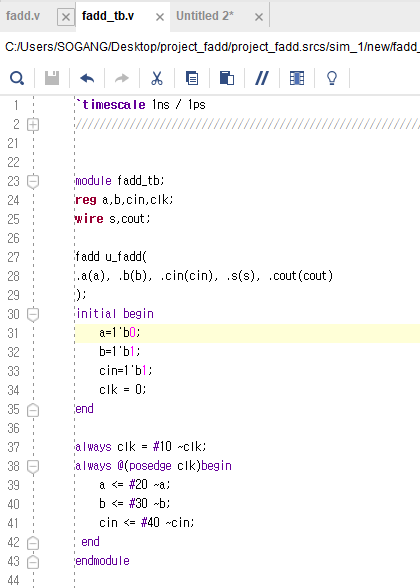 fadd.v × fadd_tb.v × Untitled 2* ×
C:/Users/SOGANG/Desktop/project_fadd/project_fadd.srcs/sim_1/new/fadd_
1 `timescale 1ns / 1ps
2 //////////////////////////////////////////////////
21
22
23 module fadd_tb;
24 reg a,b,cin,clk;
25 wire s,cout;
26
27 fadd u_fadd(
28 .a(a), .b(b), .cin(cin), .s(s), .cout(cout)
29 );
30 initial begin
31 a=1'b0;
32 b=1'b1;
33 cin=1'b1;
34 clk = 0;
35 end
36
37 always clk = #10 ~clk;
38 always @(posedge clk)begin
39 a <= #20 ~a;
40 b <= #30 ~b;
41 cin <= #40 ~cin;
42 end
43 endmodule
44